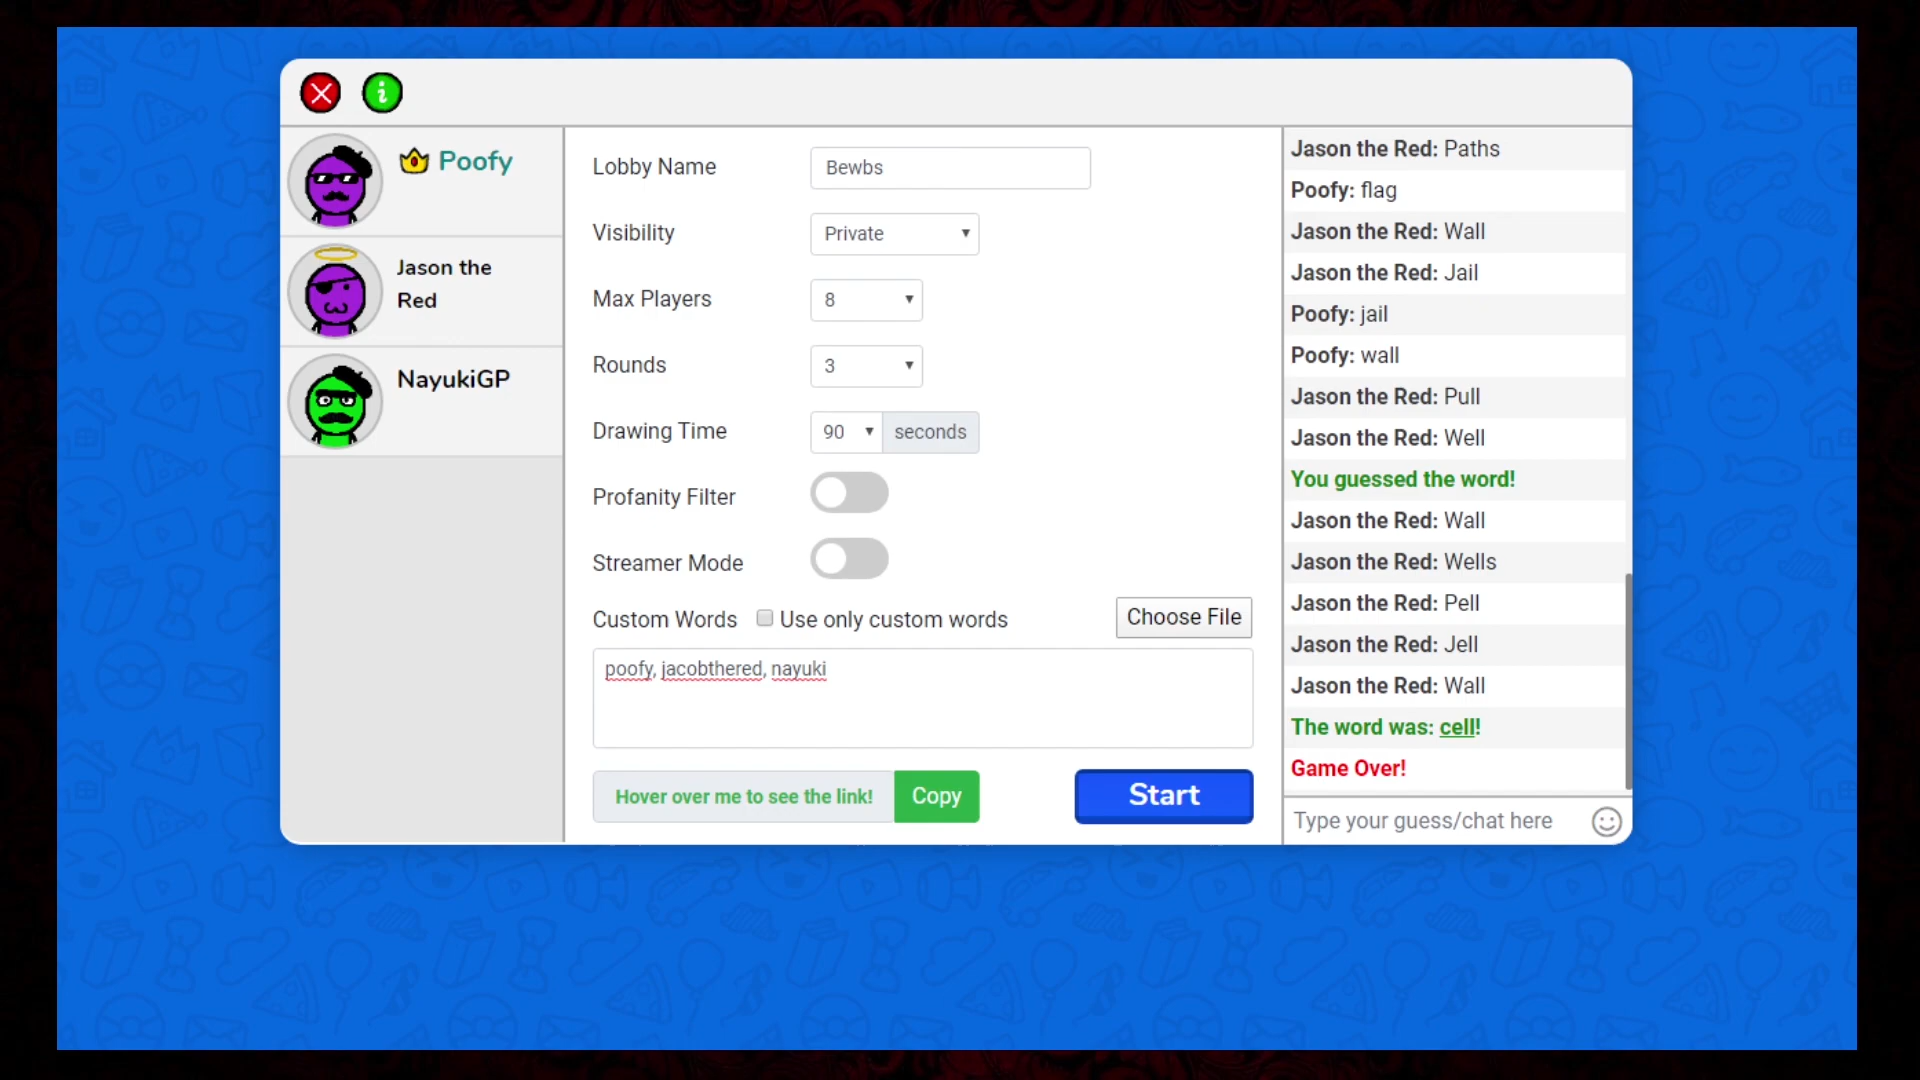 Poofy
Jason the
Red
NayukiGP
Lobby Name
Bewbs
Visibility
Private
Max Players
8
Rounds
3
Drawing Time
90
seconds
Profanity Filter
Streamer Mode
Custom Words
Use only custom words
Choose File
poofy, jacobthered, nayuki
Hover over me to see the link!
Copy
Start
Jason the Red: Paths
Poofy: flag
Jason the Red: Wall
Jason the Red: Jail
Poofy: jail
Poofy: wall
Jason the Red: Pull
Jason the Red: Well
You guessed the word!
Jason the Red: Wall
Jason the Red: Wells
Jason the Red: Pell
Jason the Red: Jell
Jason the Red: Wall
The word was: cell!
Game Over!
Type your guess/chat here